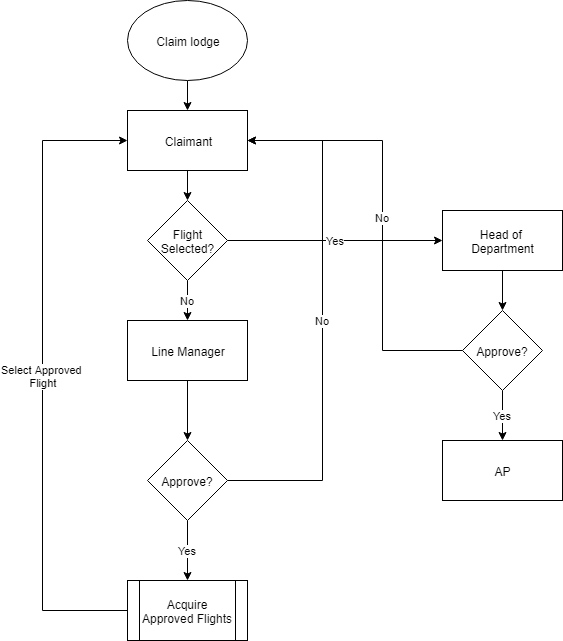 Claim lodge
Claimant
Flight
Selected?
Yes
No
Head of
Department
No
Line Manager
No
Approve?
Select Approved
Flight
Yes
AP
Approve?
Yes
Acquire
Approved Flights